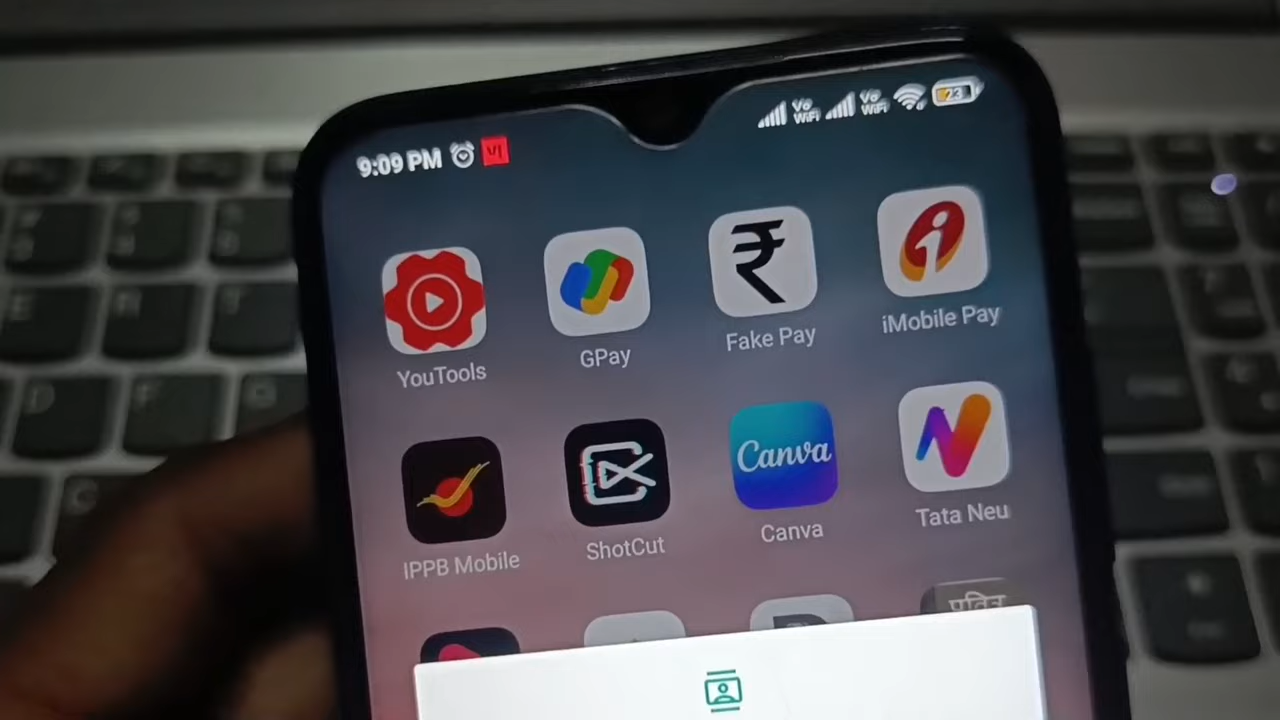 9:09 PM
Vo
WiFi
Vo
WiFi
23
YouTools
GPay
₹
Fake Pay
i
iMobile Pay
IPPB Mobile
ShotCut
Canva
Canva
Tata Neu
E
R
T
D
F
G
C